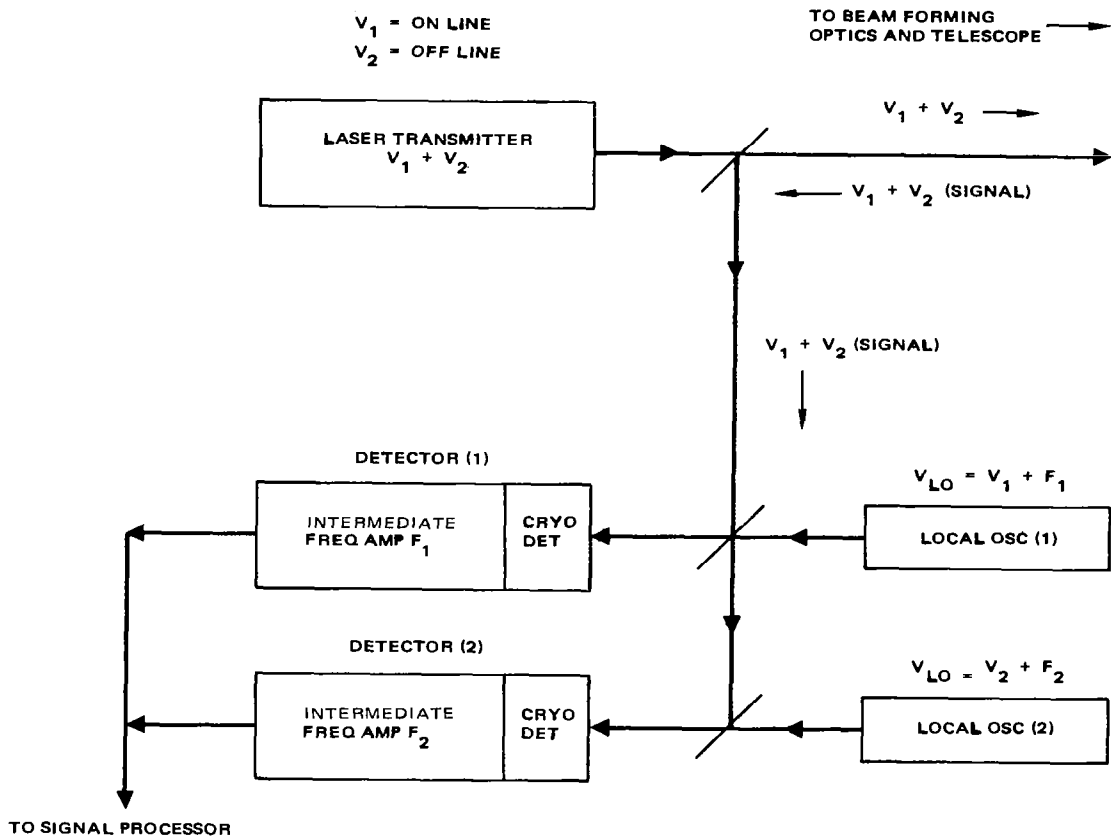 V1 = ON LINE
V2 = OFF LINE
TO BEAM FORMING
OPTICS AND TELESCOPE
LASER TRANSMITTER
V1 + V2
V1 + V2
V1 + V2 (SIGNAL)
V1 + V2 (SIGNAL)
DETECTOR (1)
INTERMEDIATE
FREQ AMP F1
CRYO
DET
VLO = V1 + F1
LOCAL OSC (1)
DETECTOR (2)
INTERMEDIATE
FREQ AMP F2
CRYO
DET
VLO = V2 + F2
LOCAL OSC (2)
TO SIGNAL PROCESSOR